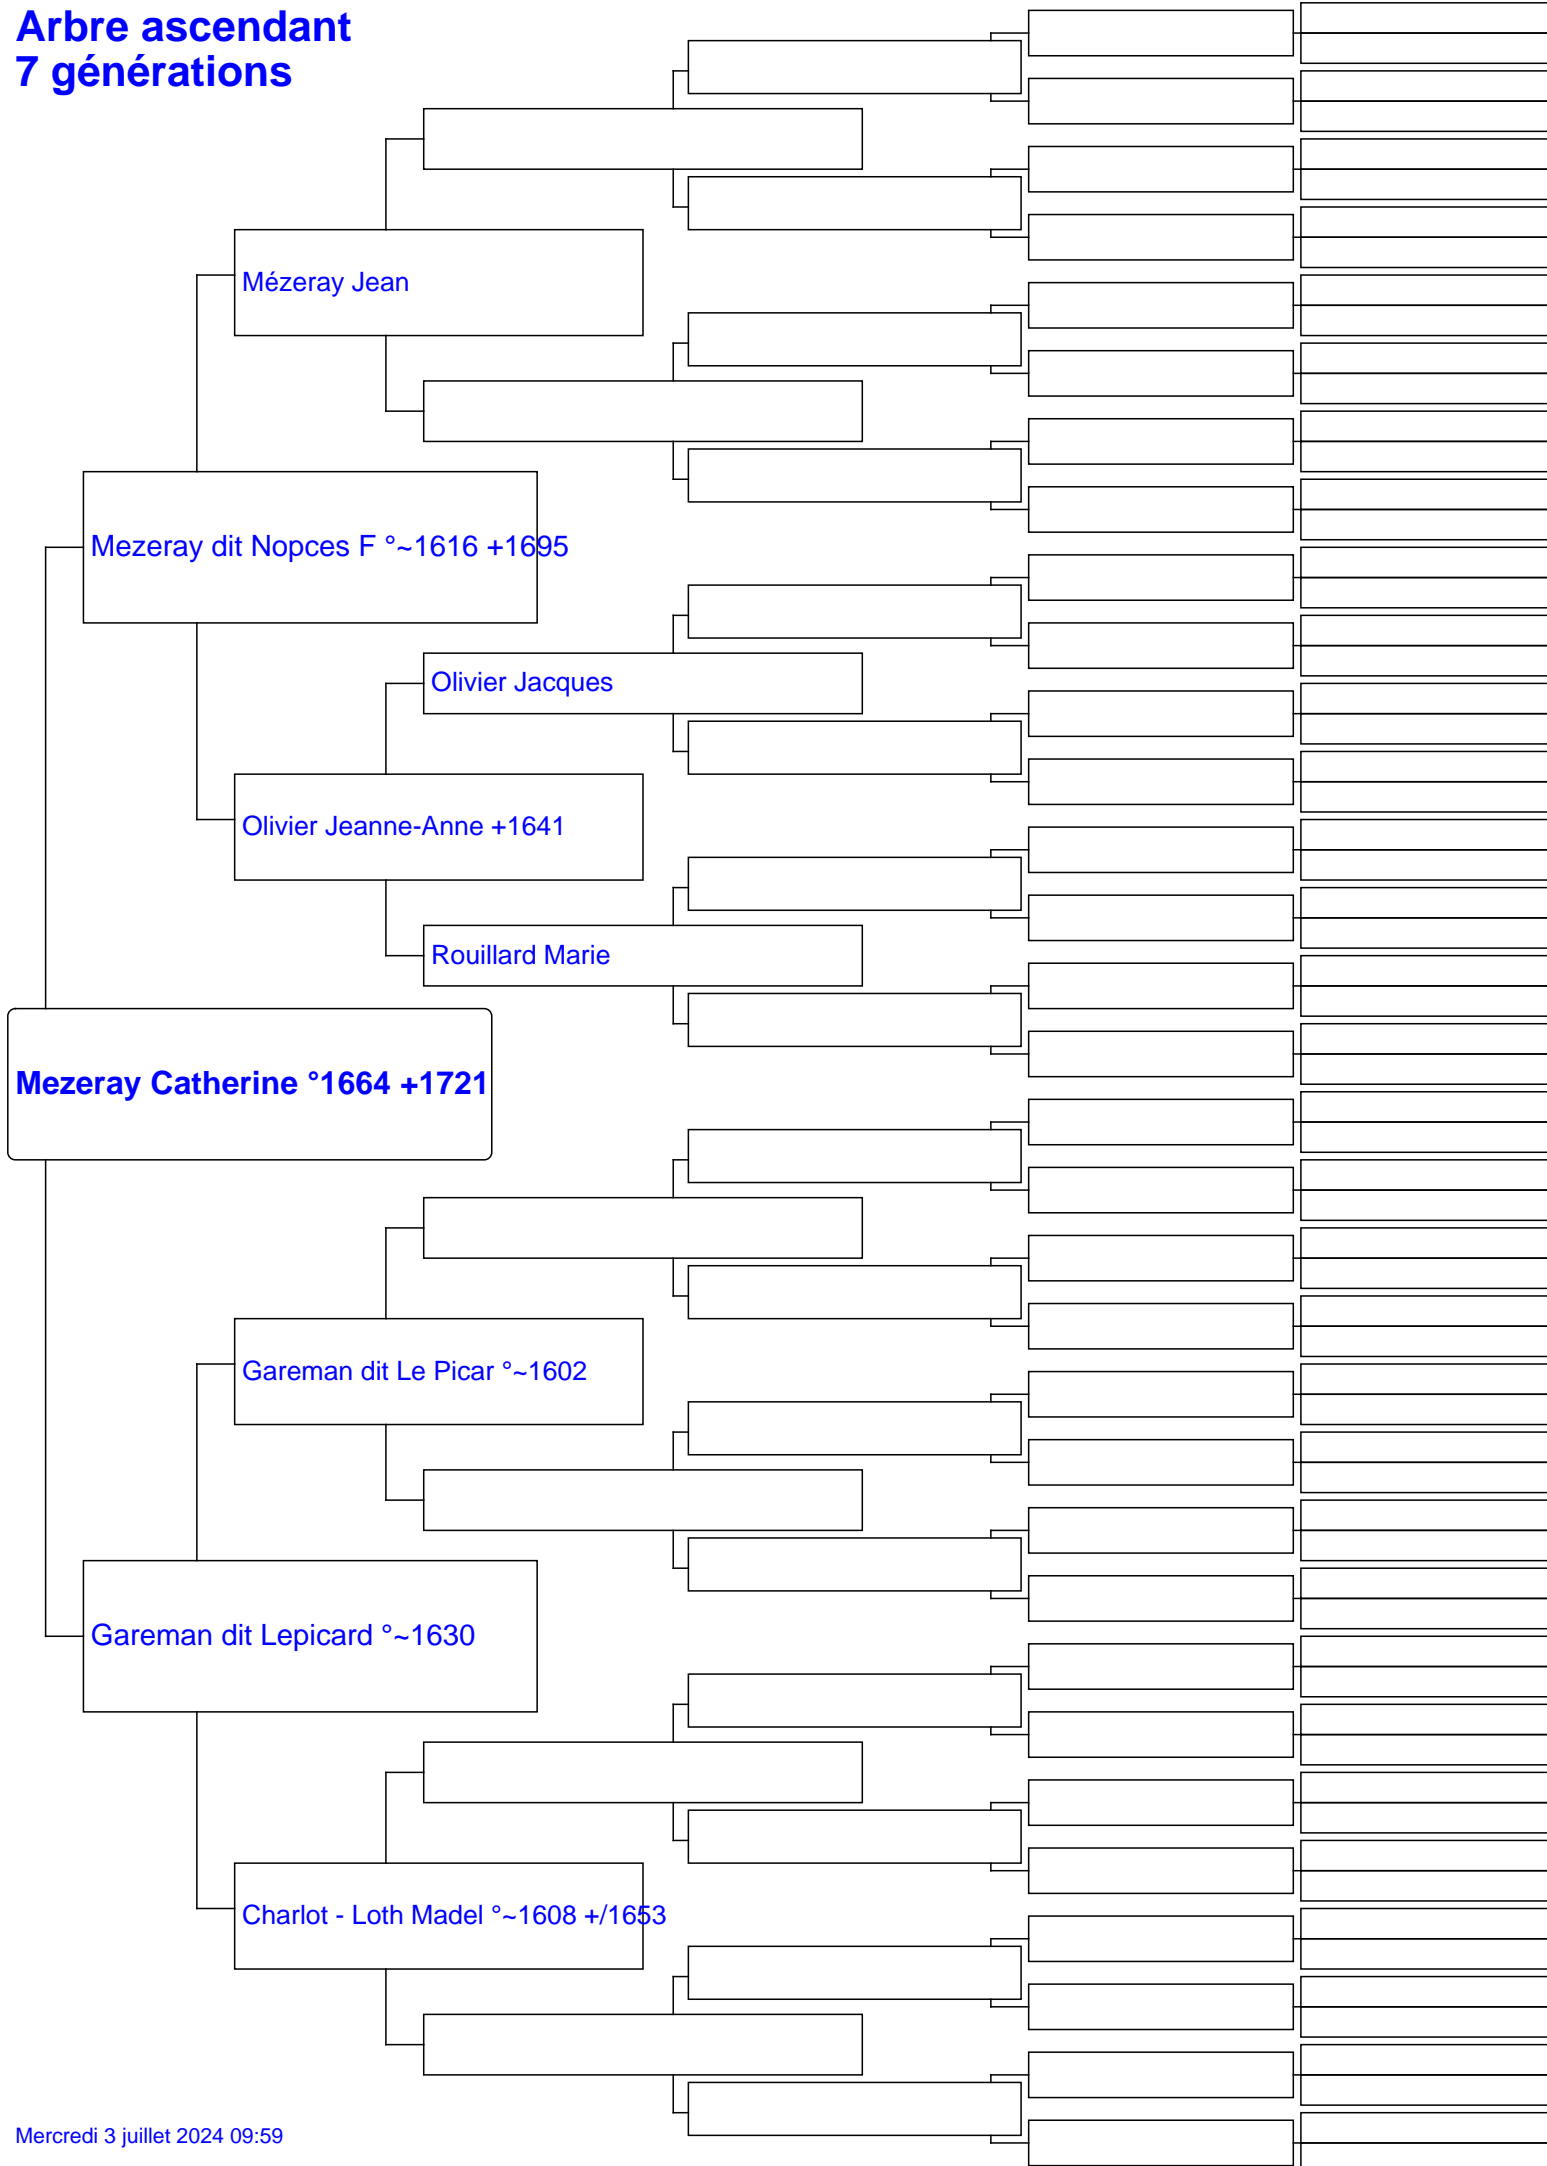 Arbre ascendant
7 générations
Mézeray Jean
Mezeray dit Nopces F °~1616 +1695
Olivier Jacques
Olivier Jeanne-Anne +1641
Rouillard Marie
Mezeray Catherine °1664 +1721
Gareman dit Le Picar °~1602
Gareman dit Lepicard °~1630
Charlot - Loth Madel °~1608 +/1653
Mercredi 3 juillet 2024 09:59